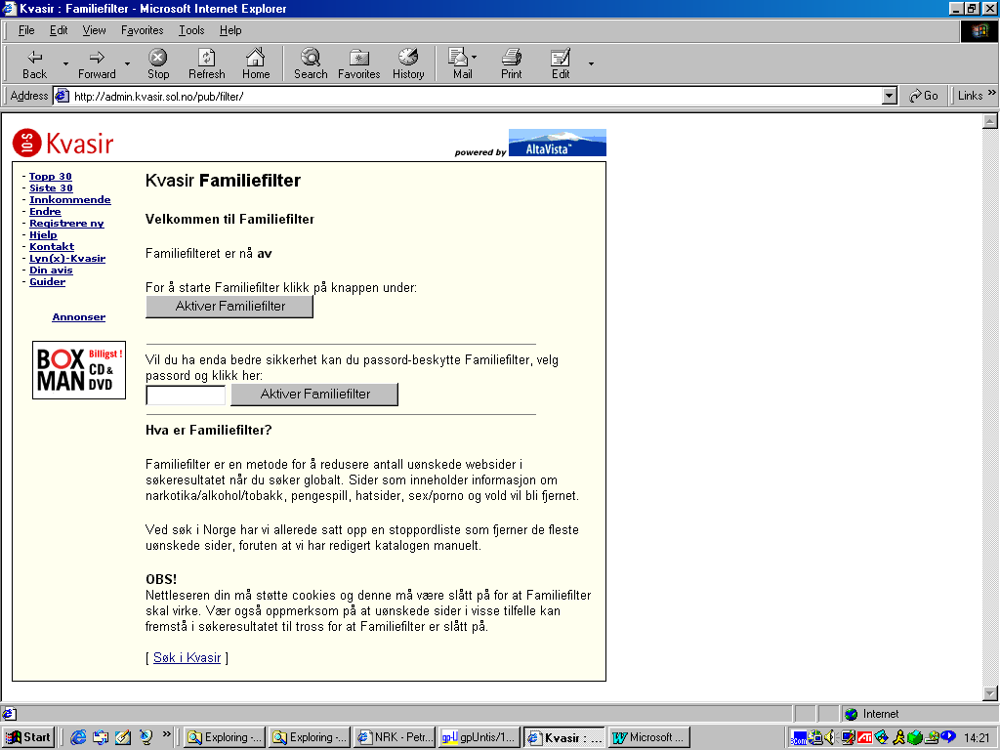 Kvasir : Familiefilter - Microsoft Internet Explorer
File Edit View Favorites Tools Help
Back Forward Stop Refresh Home Search Favorites History Mail Print Edit
Address http://admin.kvasir.sol.no/pub/filter/ Go Links »
SOL Kvasir
powered by AltaVista™
- Topp 30
- Siste 30
- Innkommende
- Endre
- Registrere ny
- Hjelp
- Kontakt
- Lyn(x)-Kvasir
- Din avis
- Guider
Annonser
BOXMAN Billigst ! CD & DVD
Kvasir Familiefilter
Velkommen til Familiefilter
Familiefilteret er nå av
For å starte Familiefilter klikk på knappen under:
Aktiver Familiefilter
Vil du ha enda bedre sikkerhet kan du passord-beskytte Familiefilter, velg
passord og klikk her:
Aktiver Familiefilter
Hva er Familiefilter?
Familiefilter er en metode for å redusere antall uønskede websider i
søkeresultatet når du søker globalt. Sider som inneholder informasjon om
narkotika/alkohol/tobakk, pengespill, hatsider, sex/porno og vold vil bli fjernet.
Ved søk i Norge har vi allerede satt opp en stoppordliste som fjerner de fleste
uønskede sider, foruten at vi har redigert katalogen manuelt.
OBS!
Nettleseren din må støtte cookies og denne må være slått på for at Familiefilter
skal virke. Vær også oppmerksom på at uønskede sider i visse tilfelle kan
fremstå i søkeresultatet til tross for at Familiefilter er slått på.
[ Søk i Kvasir ]
Internet
Start » Exploring -... Exploring -... NRK - Petr... gpUntis/1... Kvasir : ... Microsoft ... 14:21